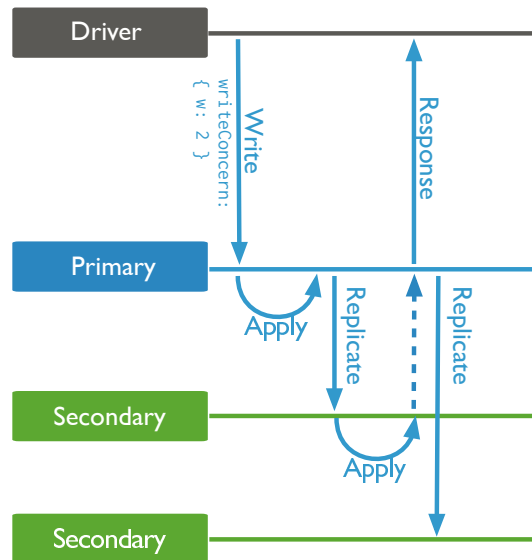 Driver
Write
writeConcern:
{ w: 2 }
Response
Primary
Apply
Replicate
Replicate
Secondary
Apply
Secondary